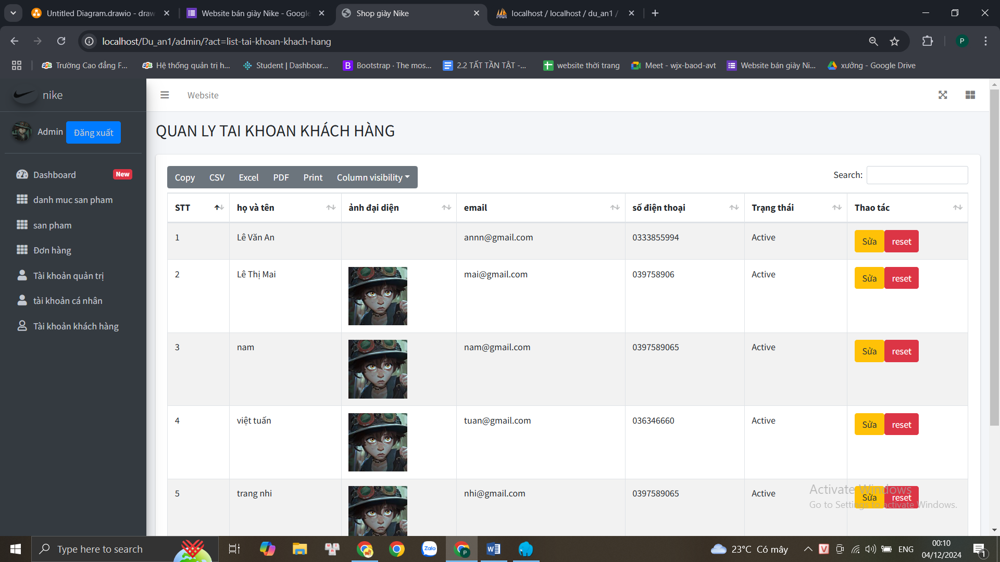 Untitled Diagram.drawio - draw
Website bán giày Nike - Google
Shop giày Nike
localhost / localhost / du_an1 /
localhost/Du_an1/admin/?act=list-tai-khoan-khach-hang
P
Trường Cao đẳng F...
Hệ thống quản trị h...
Student | Dashboar...
Bootstrap · The mos...
2.2 TẤT TẦN TẬT -...
website thời trang
Meet - wjx-baod-avt
Website bán giày Ni...
xưởng - Google Drive
nike
Website
Admin
Đăng xuất
QUAN LY TAI KHOAN KHÁCH HÀNG
Dashboard
New
danh muc san pham
san pham
Đơn hàng
Tài khoản quản trị
tài khoản cá nhân
Tài khoản khách hàng
Copy CSV Excel PDF Print Column visibility
Search:
STT họ và tên ảnh đại diện email số điện thoại Trạng thái Thao tác
1 Lê Văn An annn@gmail.com 0333855994 Active Sửa reset
2 Lê Thị Mai mai@gmail.com 039758906 Active Sửa reset
3 nam nam@gmail.com 0397589065 Active Sửa reset
4 việt tuấn tuan@gmail.com 036346660 Active Sửa reset
5 trang nhi nhi@gmail.com 0397589065 Active Sửa reset
Activate Windows
Go to Settings to activate Windows.
Type here to search
Zalo
P
23°C Có mây
V
ENG
00:10
04/12/2024
1